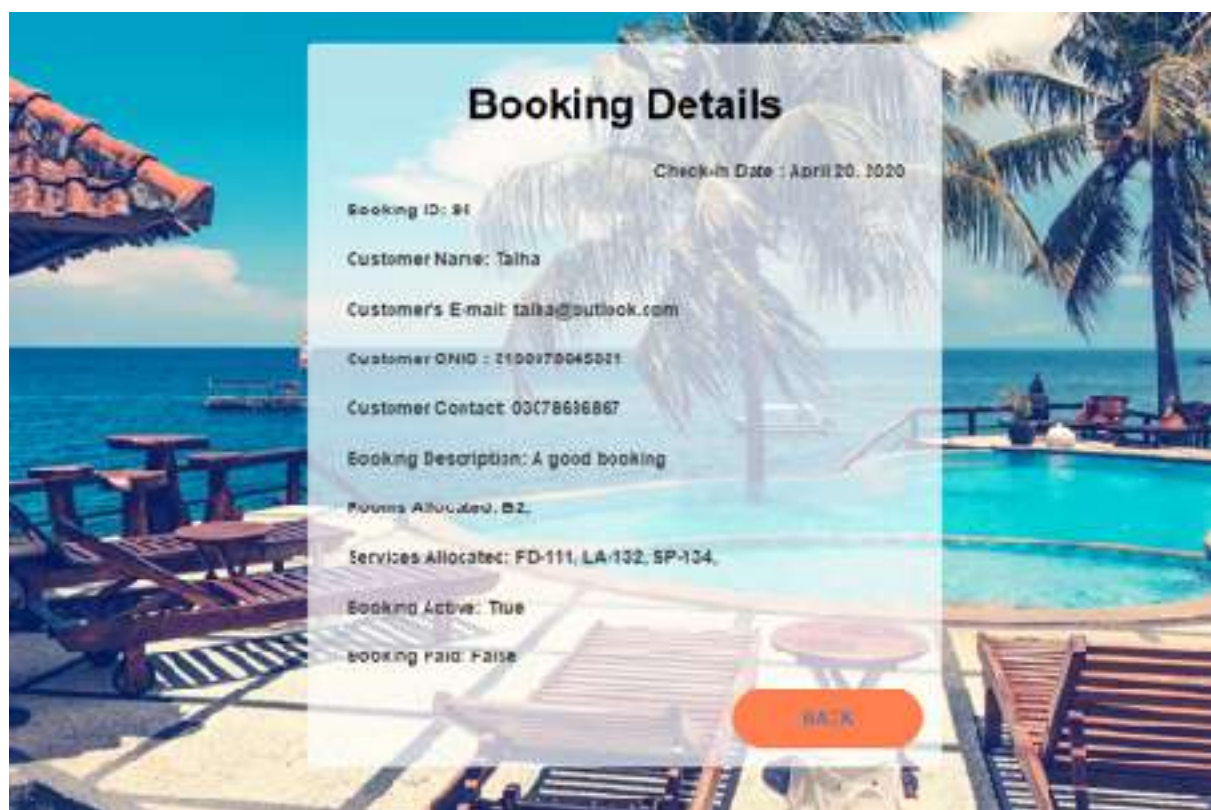 Booking Details
Check-in Date : April 20, 2020
Booking ID:
Customer Name: Talha
Customer's E-mail: talha@outlook.com
Customer CNIC :
Customer Contact:
Booking Description: A good booking
Rooms Allocated: B2,
Services Allocated: FD-111, LA-132, SP-134,
Booking Active: True
Booking Paid: False
BACK